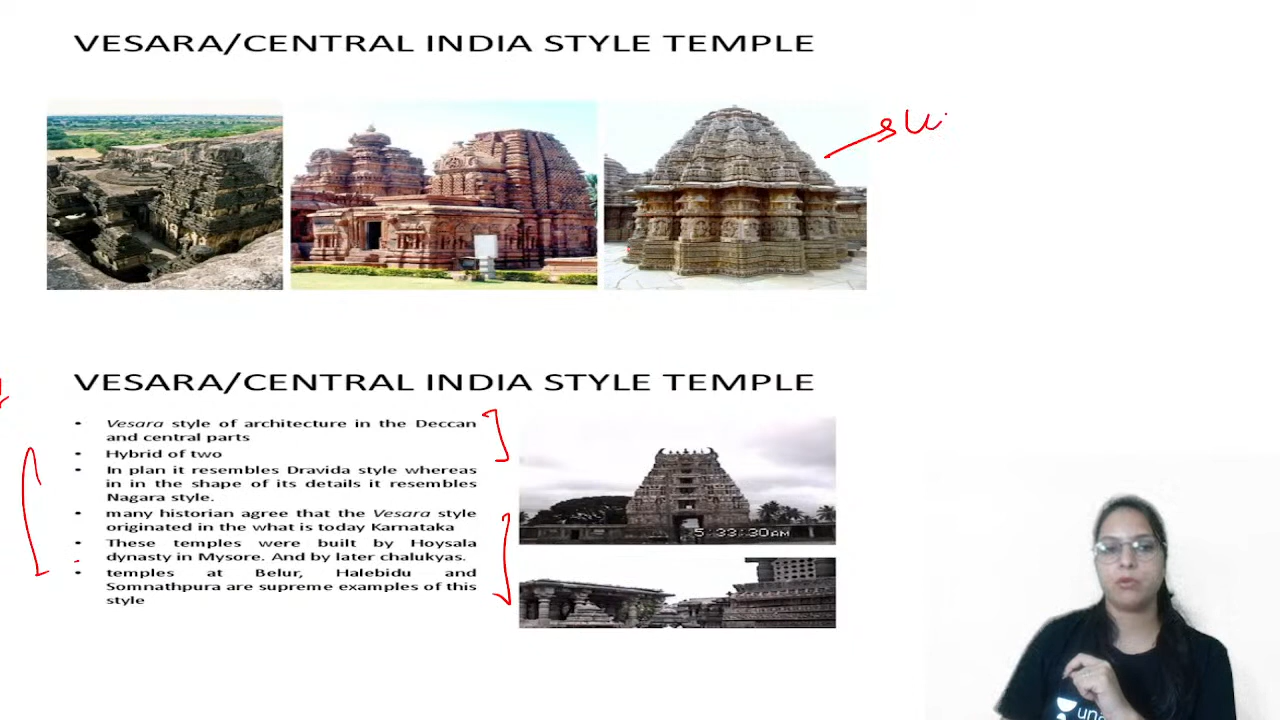 VESARA/CENTRAL INDIA STYLE TEMPLE
VESARA/CENTRAL INDIA STYLE TEMPLE
• Vesara style of architecture in the Deccan
and central parts
• Hybrid of two
• In plan it resembles Dravida style whereas
in in the shape of its details it resembles
Nagara style.
• many historian agree that the Vesara style
originated in the what is today Karnataka
• These temples were built by Hoysala
dynasty in Mysore. And by later chalukyas.
• temples at Belur, Halebidu and
Somnathpura are supreme examples of this
style
5:33:30AM